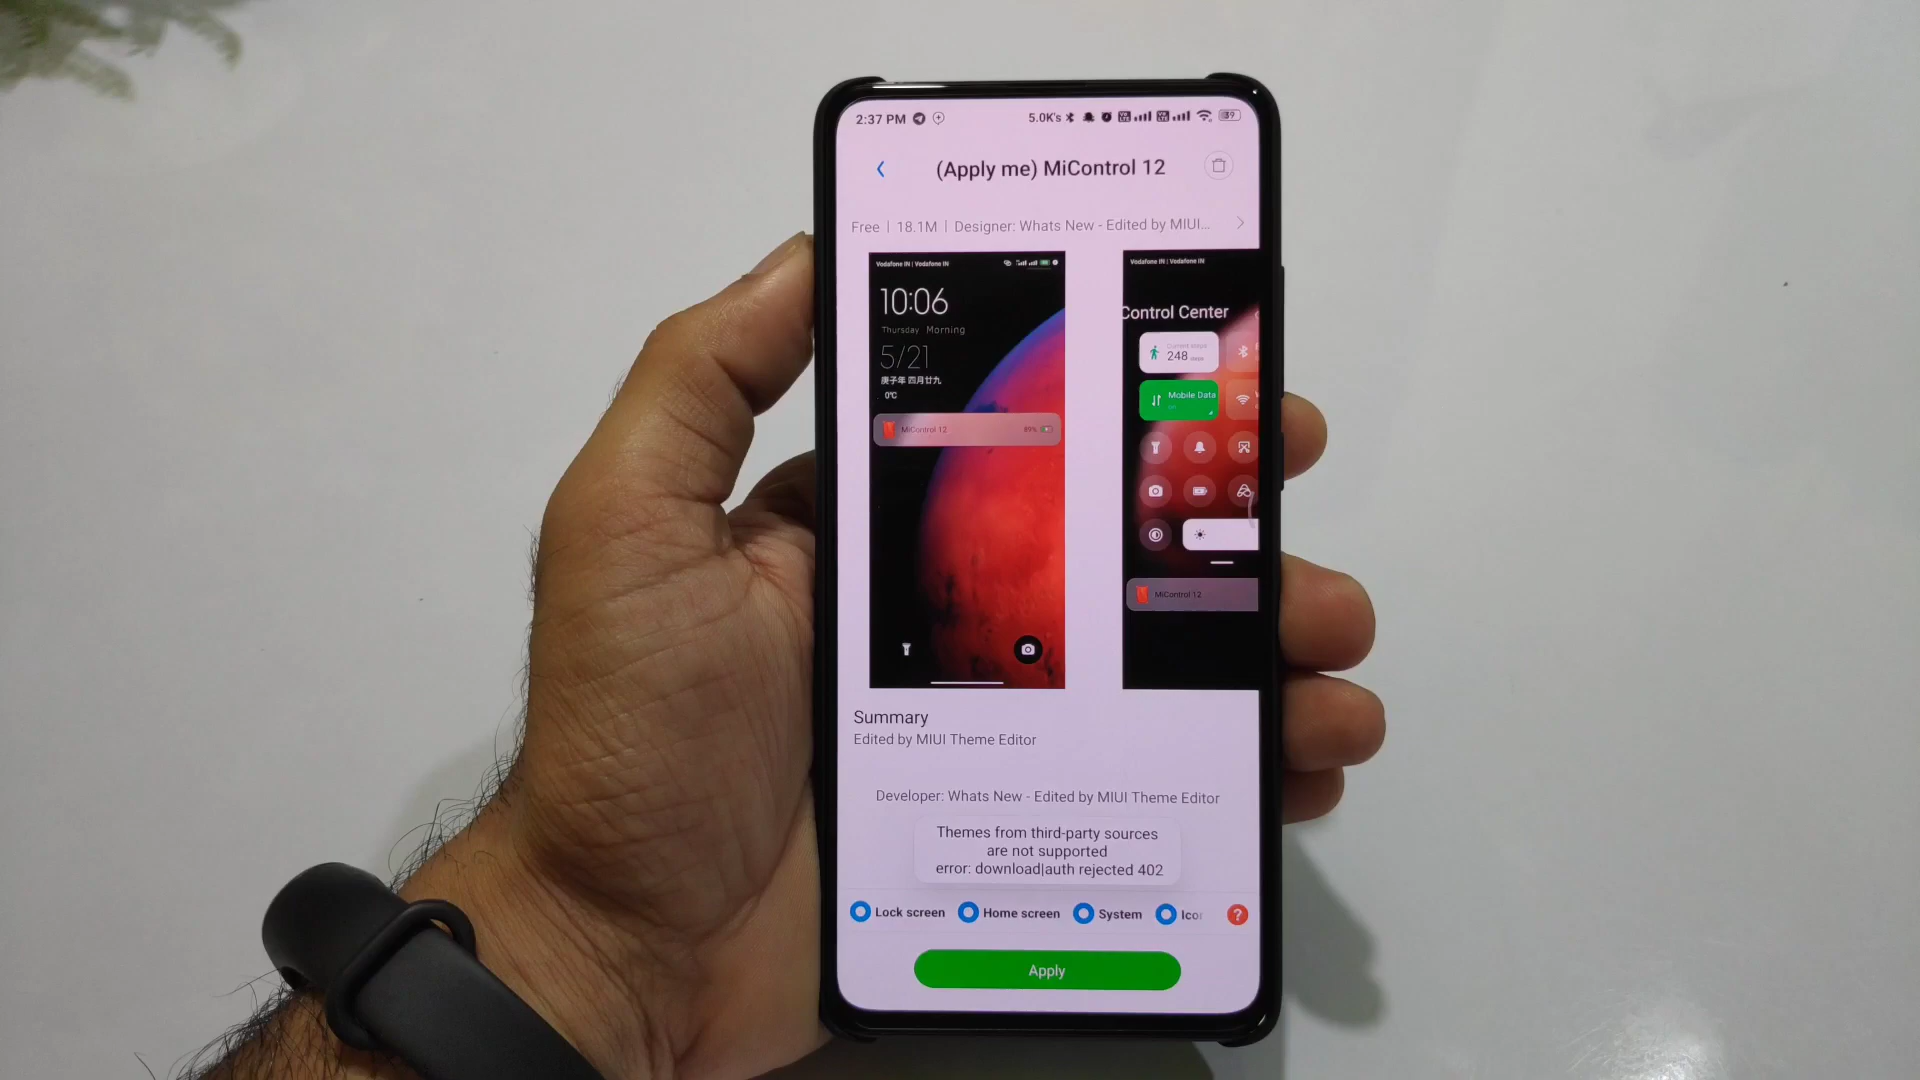 2:37 PM
5.0K's
39
(Apply me) MiControl 12
Free | 18.1M | Designer: Whats New - Edited by MIUI...
Vodafone IN | Vodafone IN
10:06
Thursday Morning
5/21
庚子年 四月廿九
0℃
MiControl 12
89%
Vodafone IN | Vodafone IN
Control Center
Current steps
248 steps
Mobile Data
on
MiControl 12
Summary
Edited by MIUI Theme Editor
Developer: Whats New - Edited by MIUI Theme Editor
Themes from third-party sources
are not supported
error: download|auth rejected 402
Lock screen Home screen System Ico
?
Apply